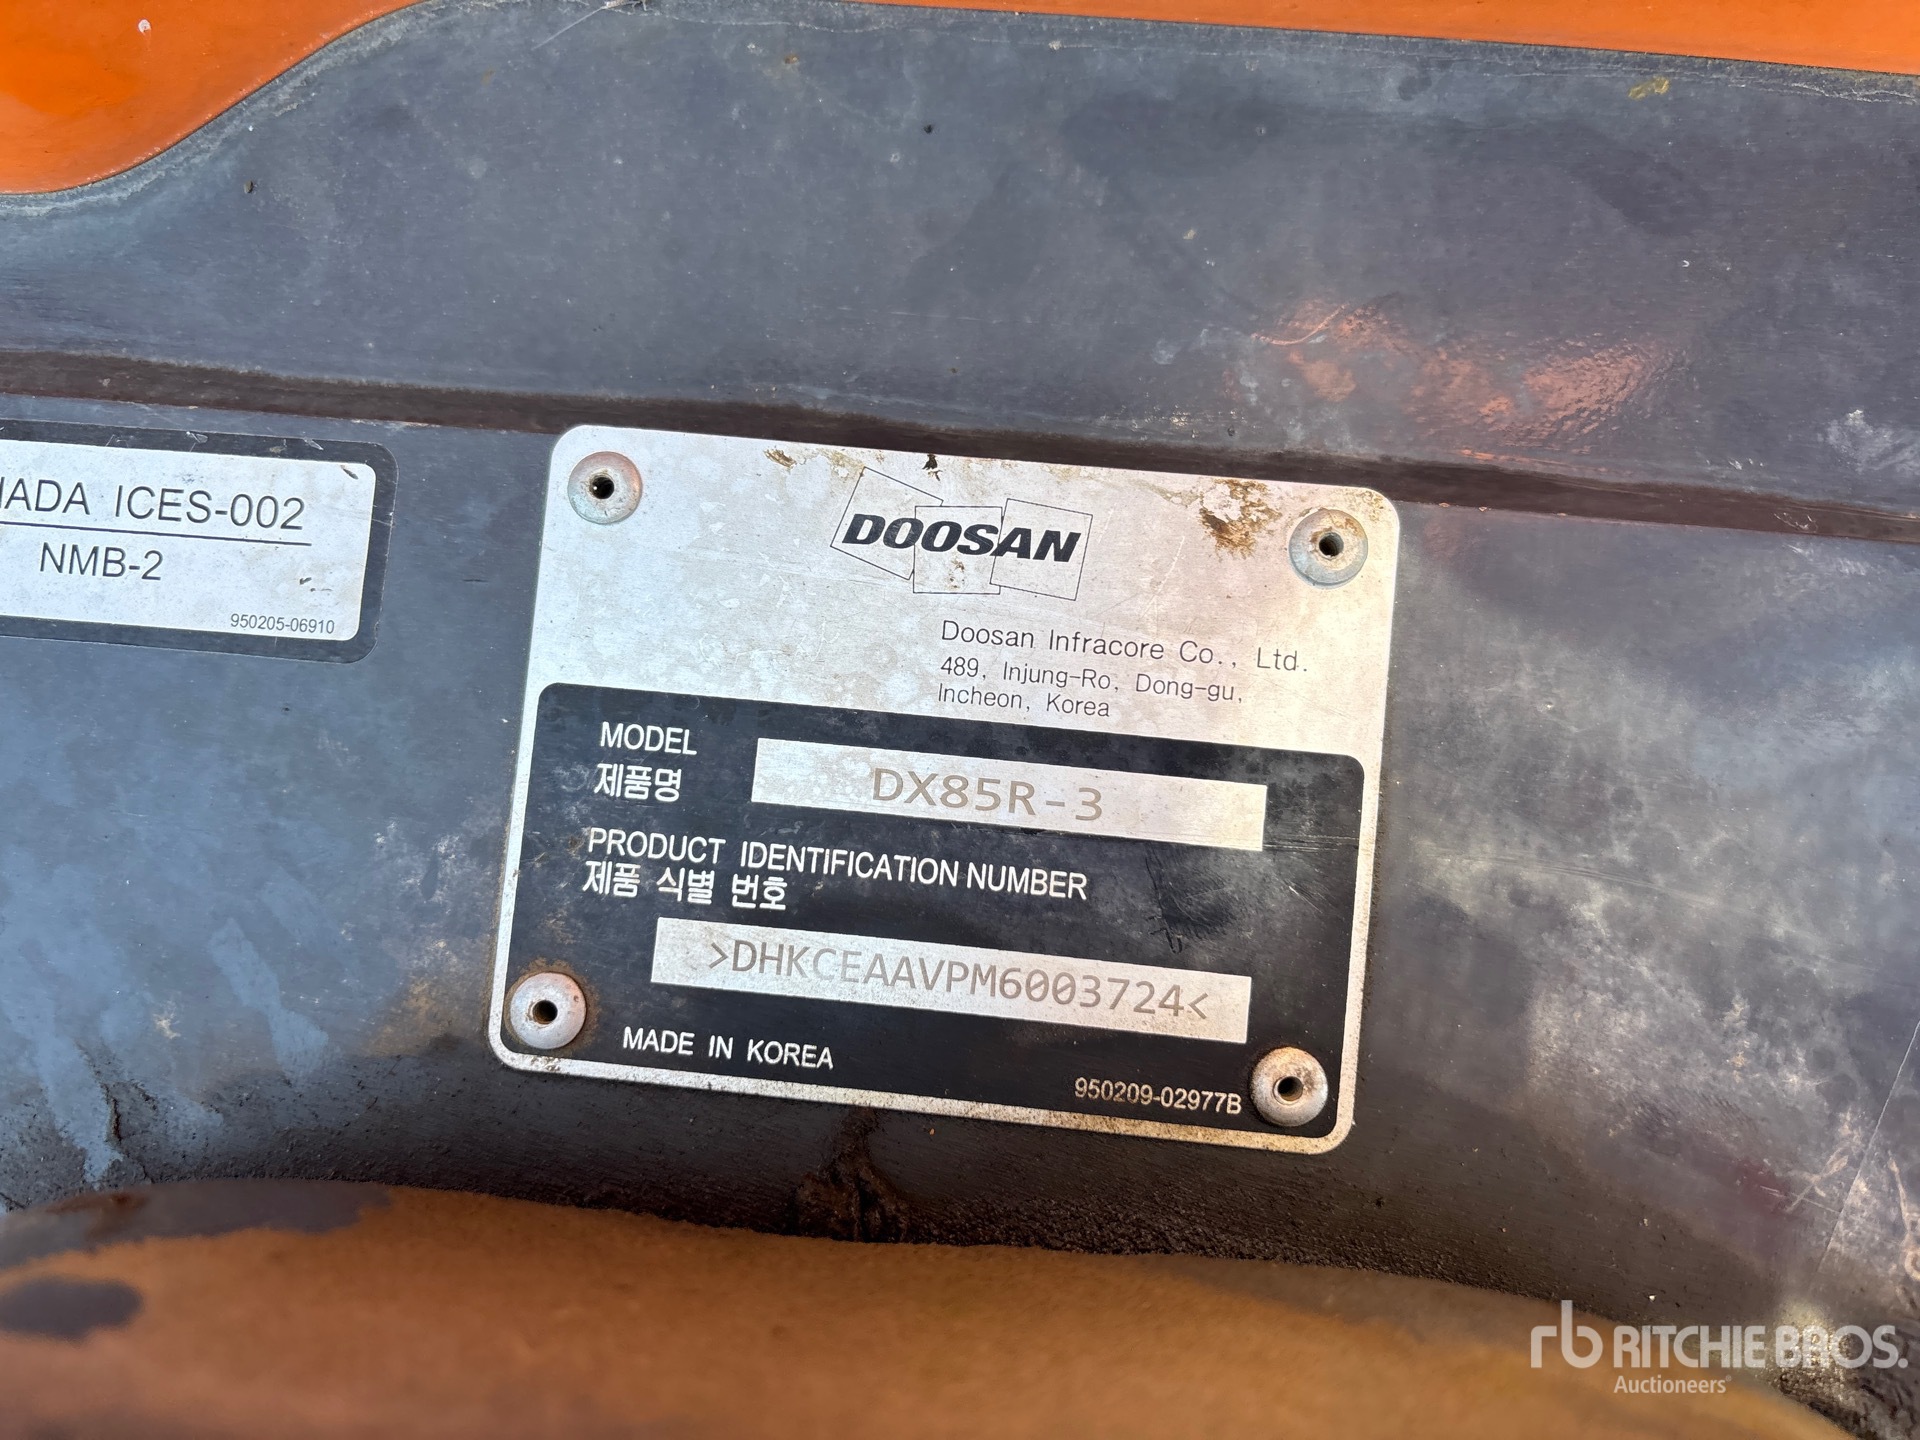 ADA ICES-002
NMB-2
950205-06910
DOOSAN
Doosan Infracore Co., Ltd.
489, Injung-Ro, Dong-gu,
Incheon, Korea
MODEL
제품명
DX85R-3
PRODUCT IDENTIFICATION NUMBER
제품 식별 번호
>DHKCEAAVPM6003724<
MADE IN KOREA
950209-02977B
rb RITCHIE BROS.
Auctioneers